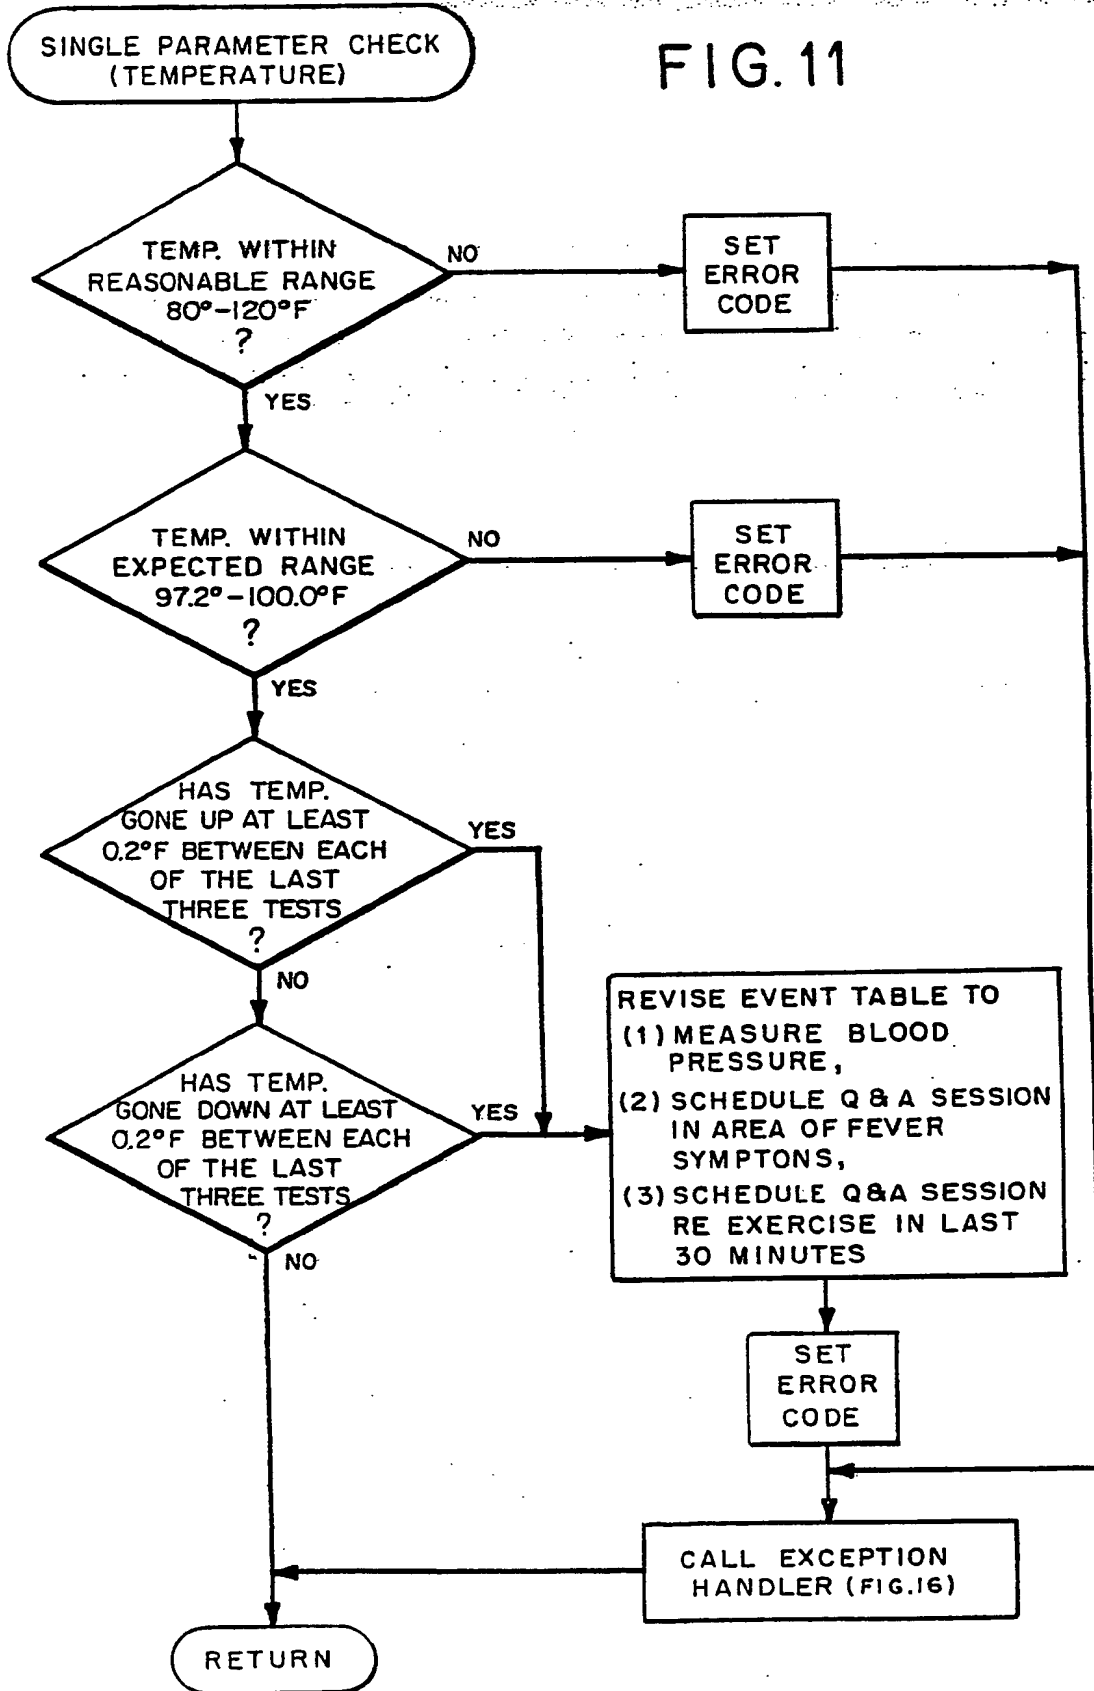 SINGLE PARAMETER CHECK
(TEMPERATURE)
FIG. 11
TEMP. WITHIN
REASONABLE RANGE
80°-120°F
?
NO
SET
ERROR
CODE
YES
TEMP. WITHIN
EXPECTED RANGE
97.2°-100.0°F
?
NO
SET
ERROR
CODE
YES
HAS TEMP.
GONE UP AT LEAST
0.2°F BETWEEN EACH
OF THE LAST
THREE TESTS
?
YES
NO
HAS TEMP.
GONE DOWN AT LEAST
0.2°F BETWEEN EACH
OF THE LAST
THREE TESTS
?
YES
NO
REVISE EVENT TABLE TO
(1) MEASURE BLOOD
PRESSURE,
(2) SCHEDULE Q & A SESSION
IN AREA OF FEVER
SYMPTONS,
(3) SCHEDULE Q&A SESSION
RE EXERCISE IN LAST
30 MINUTES
SET
ERROR
CODE
CALL EXCEPTION
HANDLER (FIG.16)
RETURN